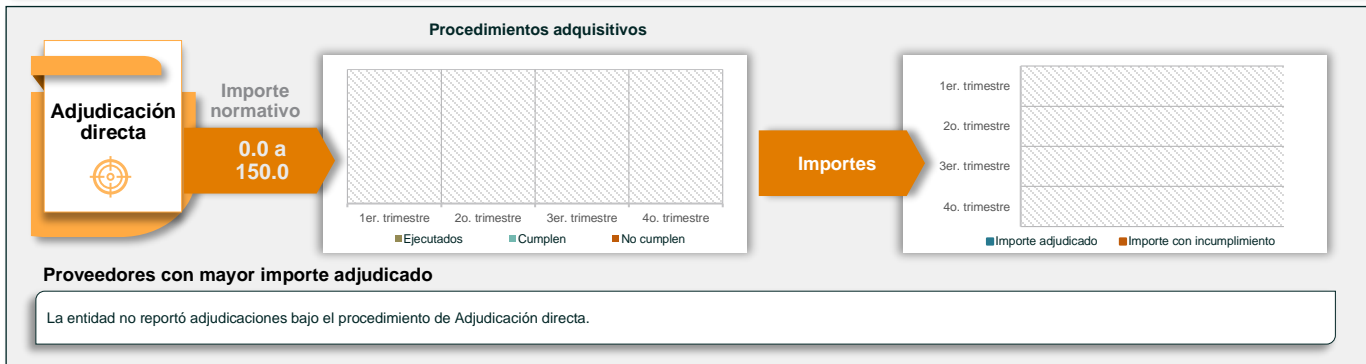 Procedimientos adquisitivos
Adjudicación
directa
Importe
normativo
0.0 a
150.0
1er. trimestre 2o. trimestre 3er. trimestre 4o. trimestre
Ejecutados Cumplen No cumplen
Importes
1er. trimestre
2o. trimestre
3er. trimestre
4o. trimestre
Importe adjudicado Importe con incumplimiento
Proveedores con mayor importe adjudicado
La entidad no reportó adjudicaciones bajo el procedimiento de Adjudicación directa.